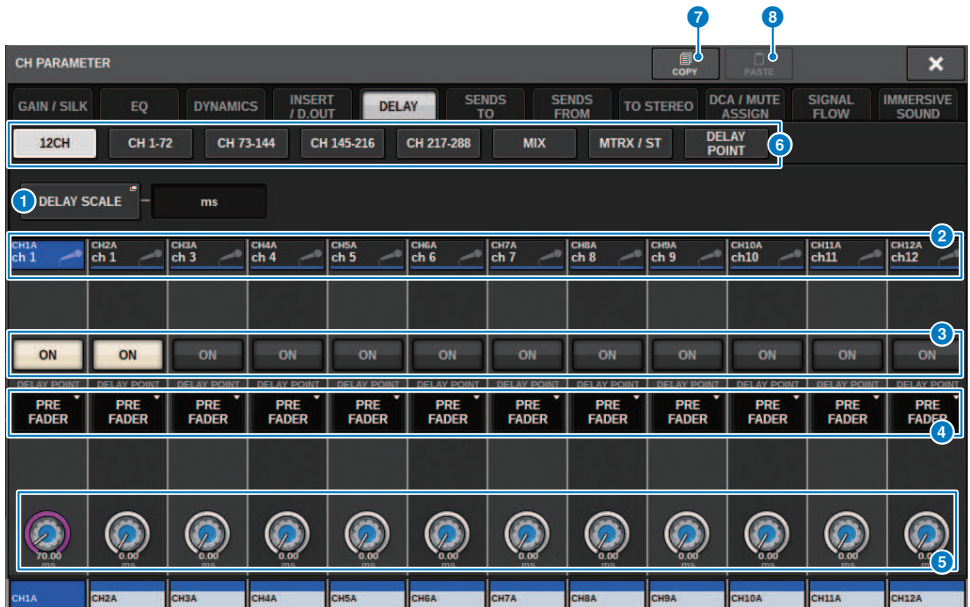 7 8
CH PARAMETER COPY PASTE ×
GAIN / SILK EQ DYNAMICS INSERT / D.OUT DELAY SENDS TO SENDS FROM TO STEREO DCA / MUTE ASSIGN SIGNAL FLOW IMMERSIVE SOUND
12CH CH 1-72 CH 73-144 CH 145-216 CH 217-288 MIX MTRX / ST DELAY POINT 6
1 DELAY SCALE ms
2
CH1A CH2A CH3A CH4A CH5A CH6A CH7A CH8A CH9A CH10A CH11A CH12A
ch 1 ch 1 ch 3 ch 4 ch 5 ch 6 ch 7 ch 8 ch 9 ch10 ch11 ch12
3
ON ON ON ON ON ON ON ON ON ON ON ON
DELAY POINT DELAY POINT DELAY POINT DELAY POINT DELAY POINT DELAY POINT DELAY POINT DELAY POINT DELAY POINT DELAY POINT DELAY POINT DELAY POINT
PRE PRE PRE PRE PRE PRE PRE PRE PRE PRE PRE PRE
FADER FADER FADER FADER FADER FADER FADER FADER FADER FADER FADER FADER
4
70.00 0.00 0.00 0.00 0.00 0.00 0.00 0.00 0.00 0.00 0.00 0.00
ms ms ms ms ms ms ms ms ms ms ms ms
5
CH1A CH2A CH3A CH4A CH5A CH6A CH7A CH8A CH9A CH10A CH11A CH12A